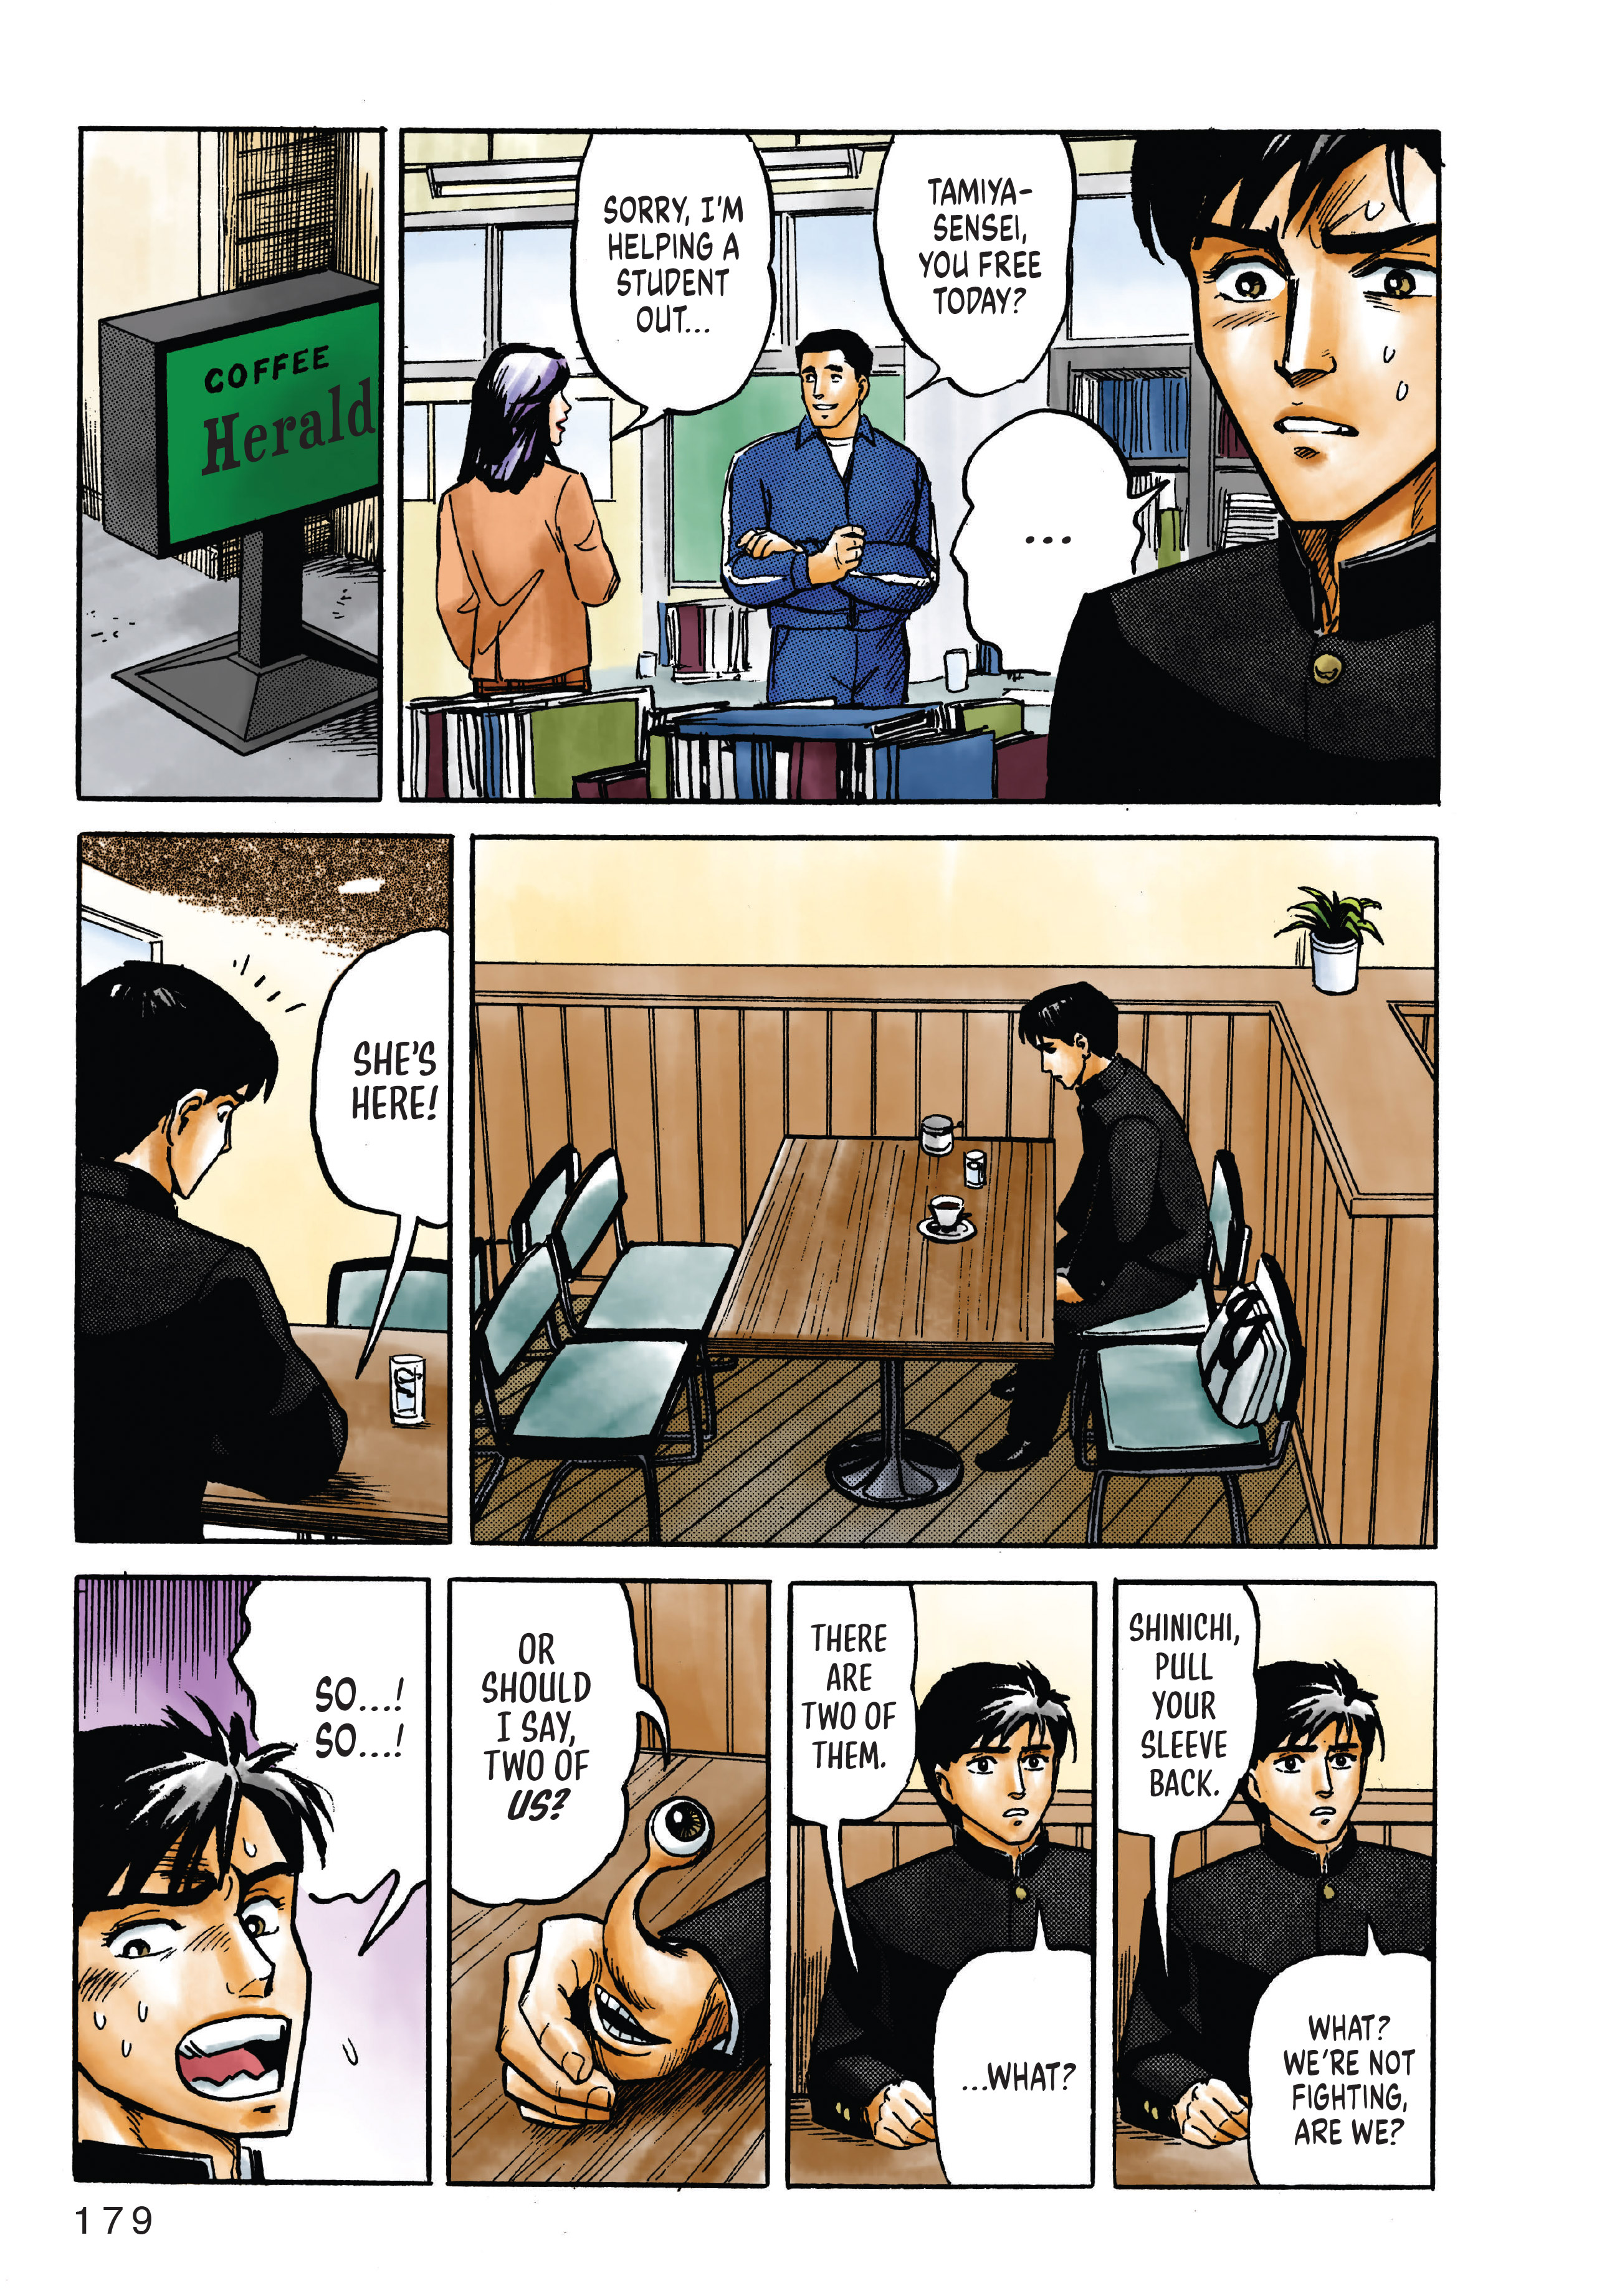 TAMIYA-
SENSEI,
YOU FREE
TODAY?
SORRY, I'M
HELPING A
STUDENT
OUT...
...
COFFEE
Herald
SHE'S
HERE!
SHINICHI,
PULL
YOUR
SLEEVE
BACK.
WHAT?
WE'RE NOT
FIGHTING,
ARE WE?
THERE
ARE
TWO OF
THEM.
...WHAT?
OR
SHOULD
I SAY,
TWO OF
US?
SO...!
SO...!
179